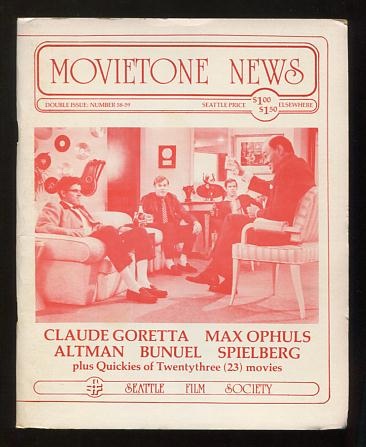 MOVIETONE NEWS
DOUBLE ISSUE: NUMBER 58-59 SEATTLE PRICE $1.00 $1.50 ELSEWHERE
CLAUDE GORETTA MAX OPHULS
ALTMAN BUNUEL SPIELBERG
plus Quickies of Twentythree (23) movies
SEATTLE FILM SOCIETY